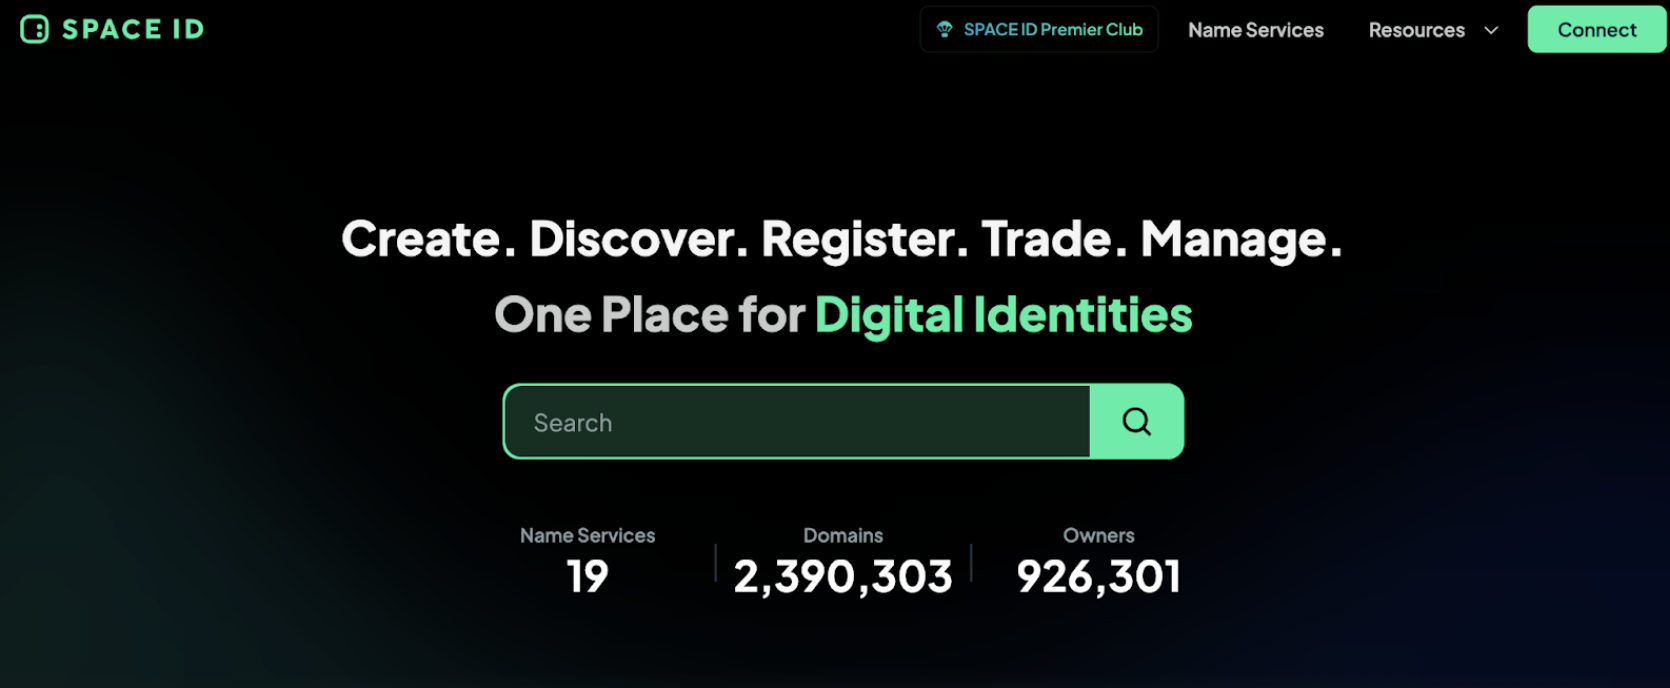 SPACE ID
SPACE ID Premier Club
Name Services
Resources
Connect
Create. Discover. Register. Trade. Manage.
One Place for Digital Identities
Search
Name Services
19
Domains
2,390,303
Owners
926,301